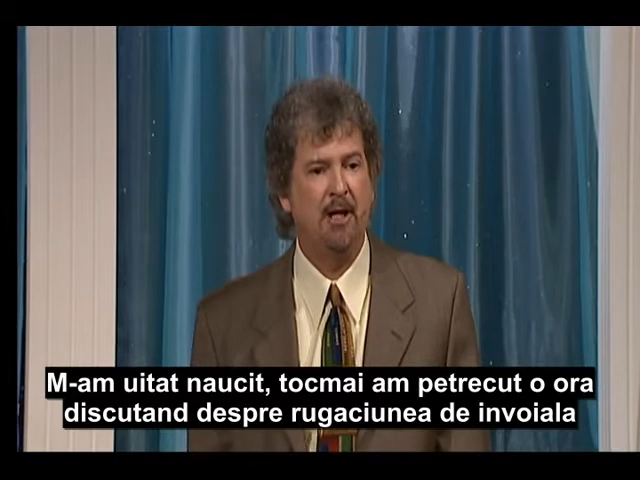 M-am uitat naucit, tocmai am petrecut o ora
discutand despre rugaciunea de invoiala